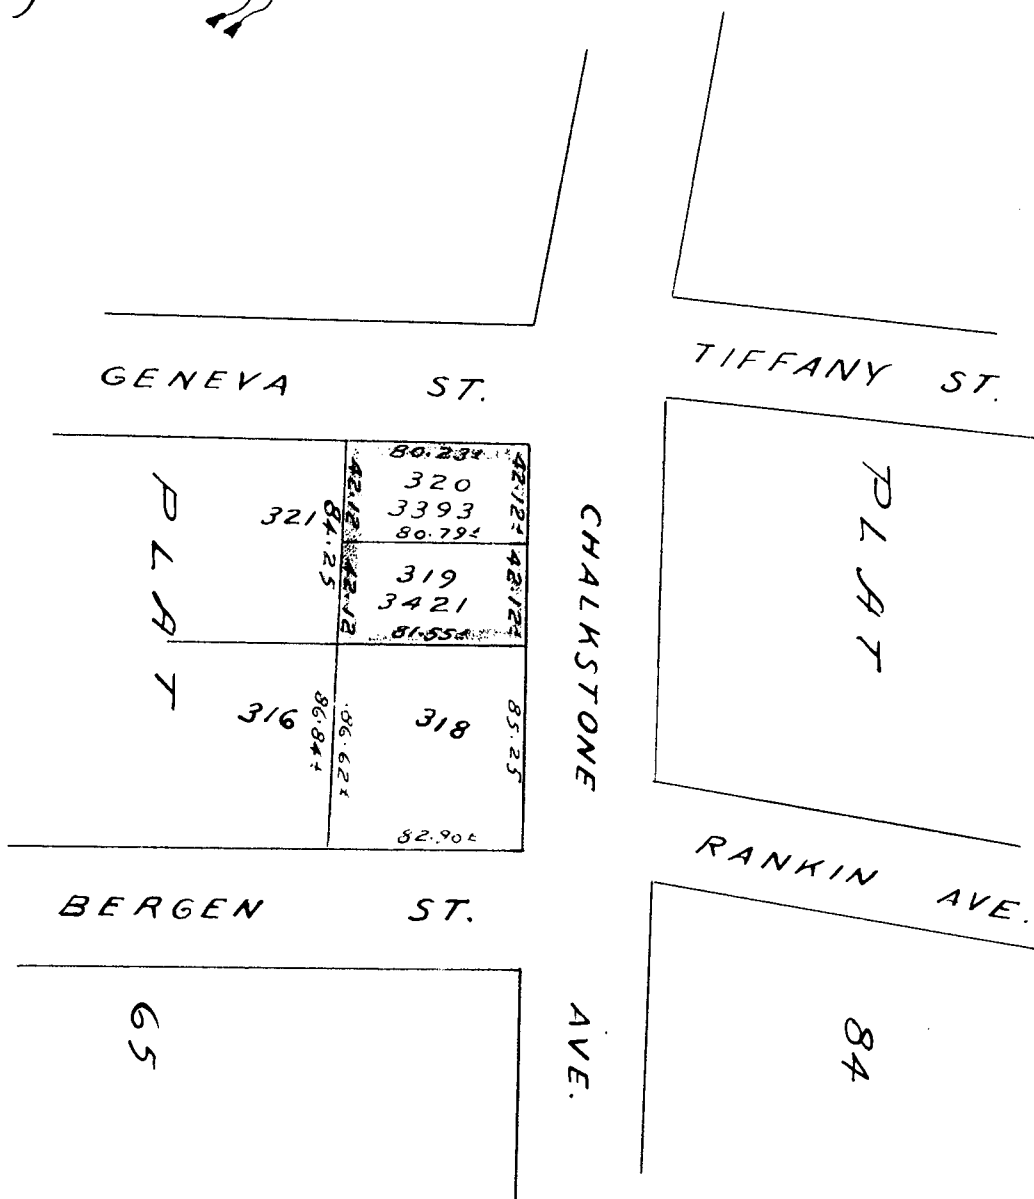 GENEVA ST.
TIFFANY ST.
80.23±
42.12
42.12±
320
3393
80.79±
321
84.25
319
3421
42.12
42.12±
81.55±
PLAT
CHALKSTONE
PLAT
316
86.84±
86.62±
318
85.25
82.90±
RANKIN AVE.
BERGEN ST.
65
AVE.
84